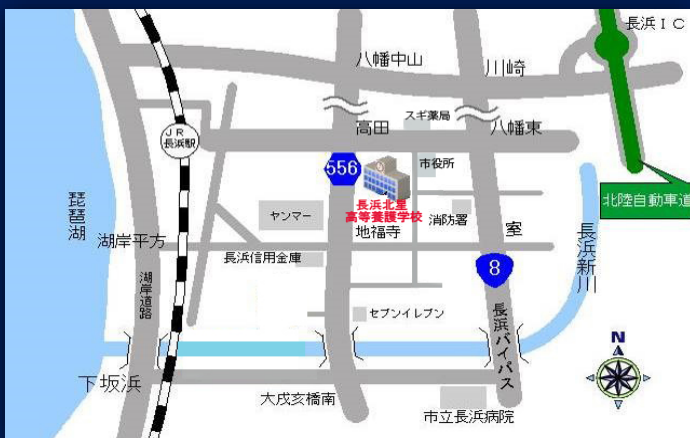 長浜IC
八幡中山
川崎
スギ薬局
高田
八幡東
JR
長浜駅
556
市役所
北陸自動車道
長浜北星
高等養護学校
ヤンマー
消防署
琵琶湖
地福寺
室
長浜新川
湖岸平方
長浜信用金庫
8
湖岸道路
セブンイレブン
長浜バイパス
N
下坂浜
大戌亥橋南
市立長浜病院